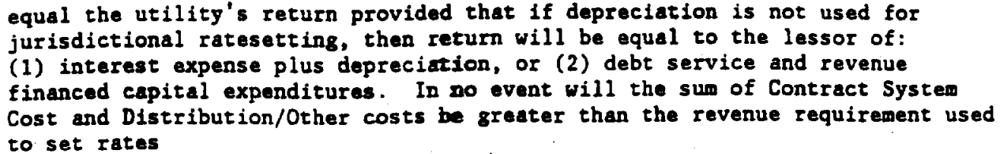 equal the utility's return provided that if depreciation is not used for
jurisdictional ratesetting, then return will be equal to the lessor of:
(1) interest expense plus depreciation, or (2) debt service and revenue
financed capital expenditures. In no event will the sum of Contract System
Cost and Distribution/Other costs be greater than the revenue requirement used
to set rates